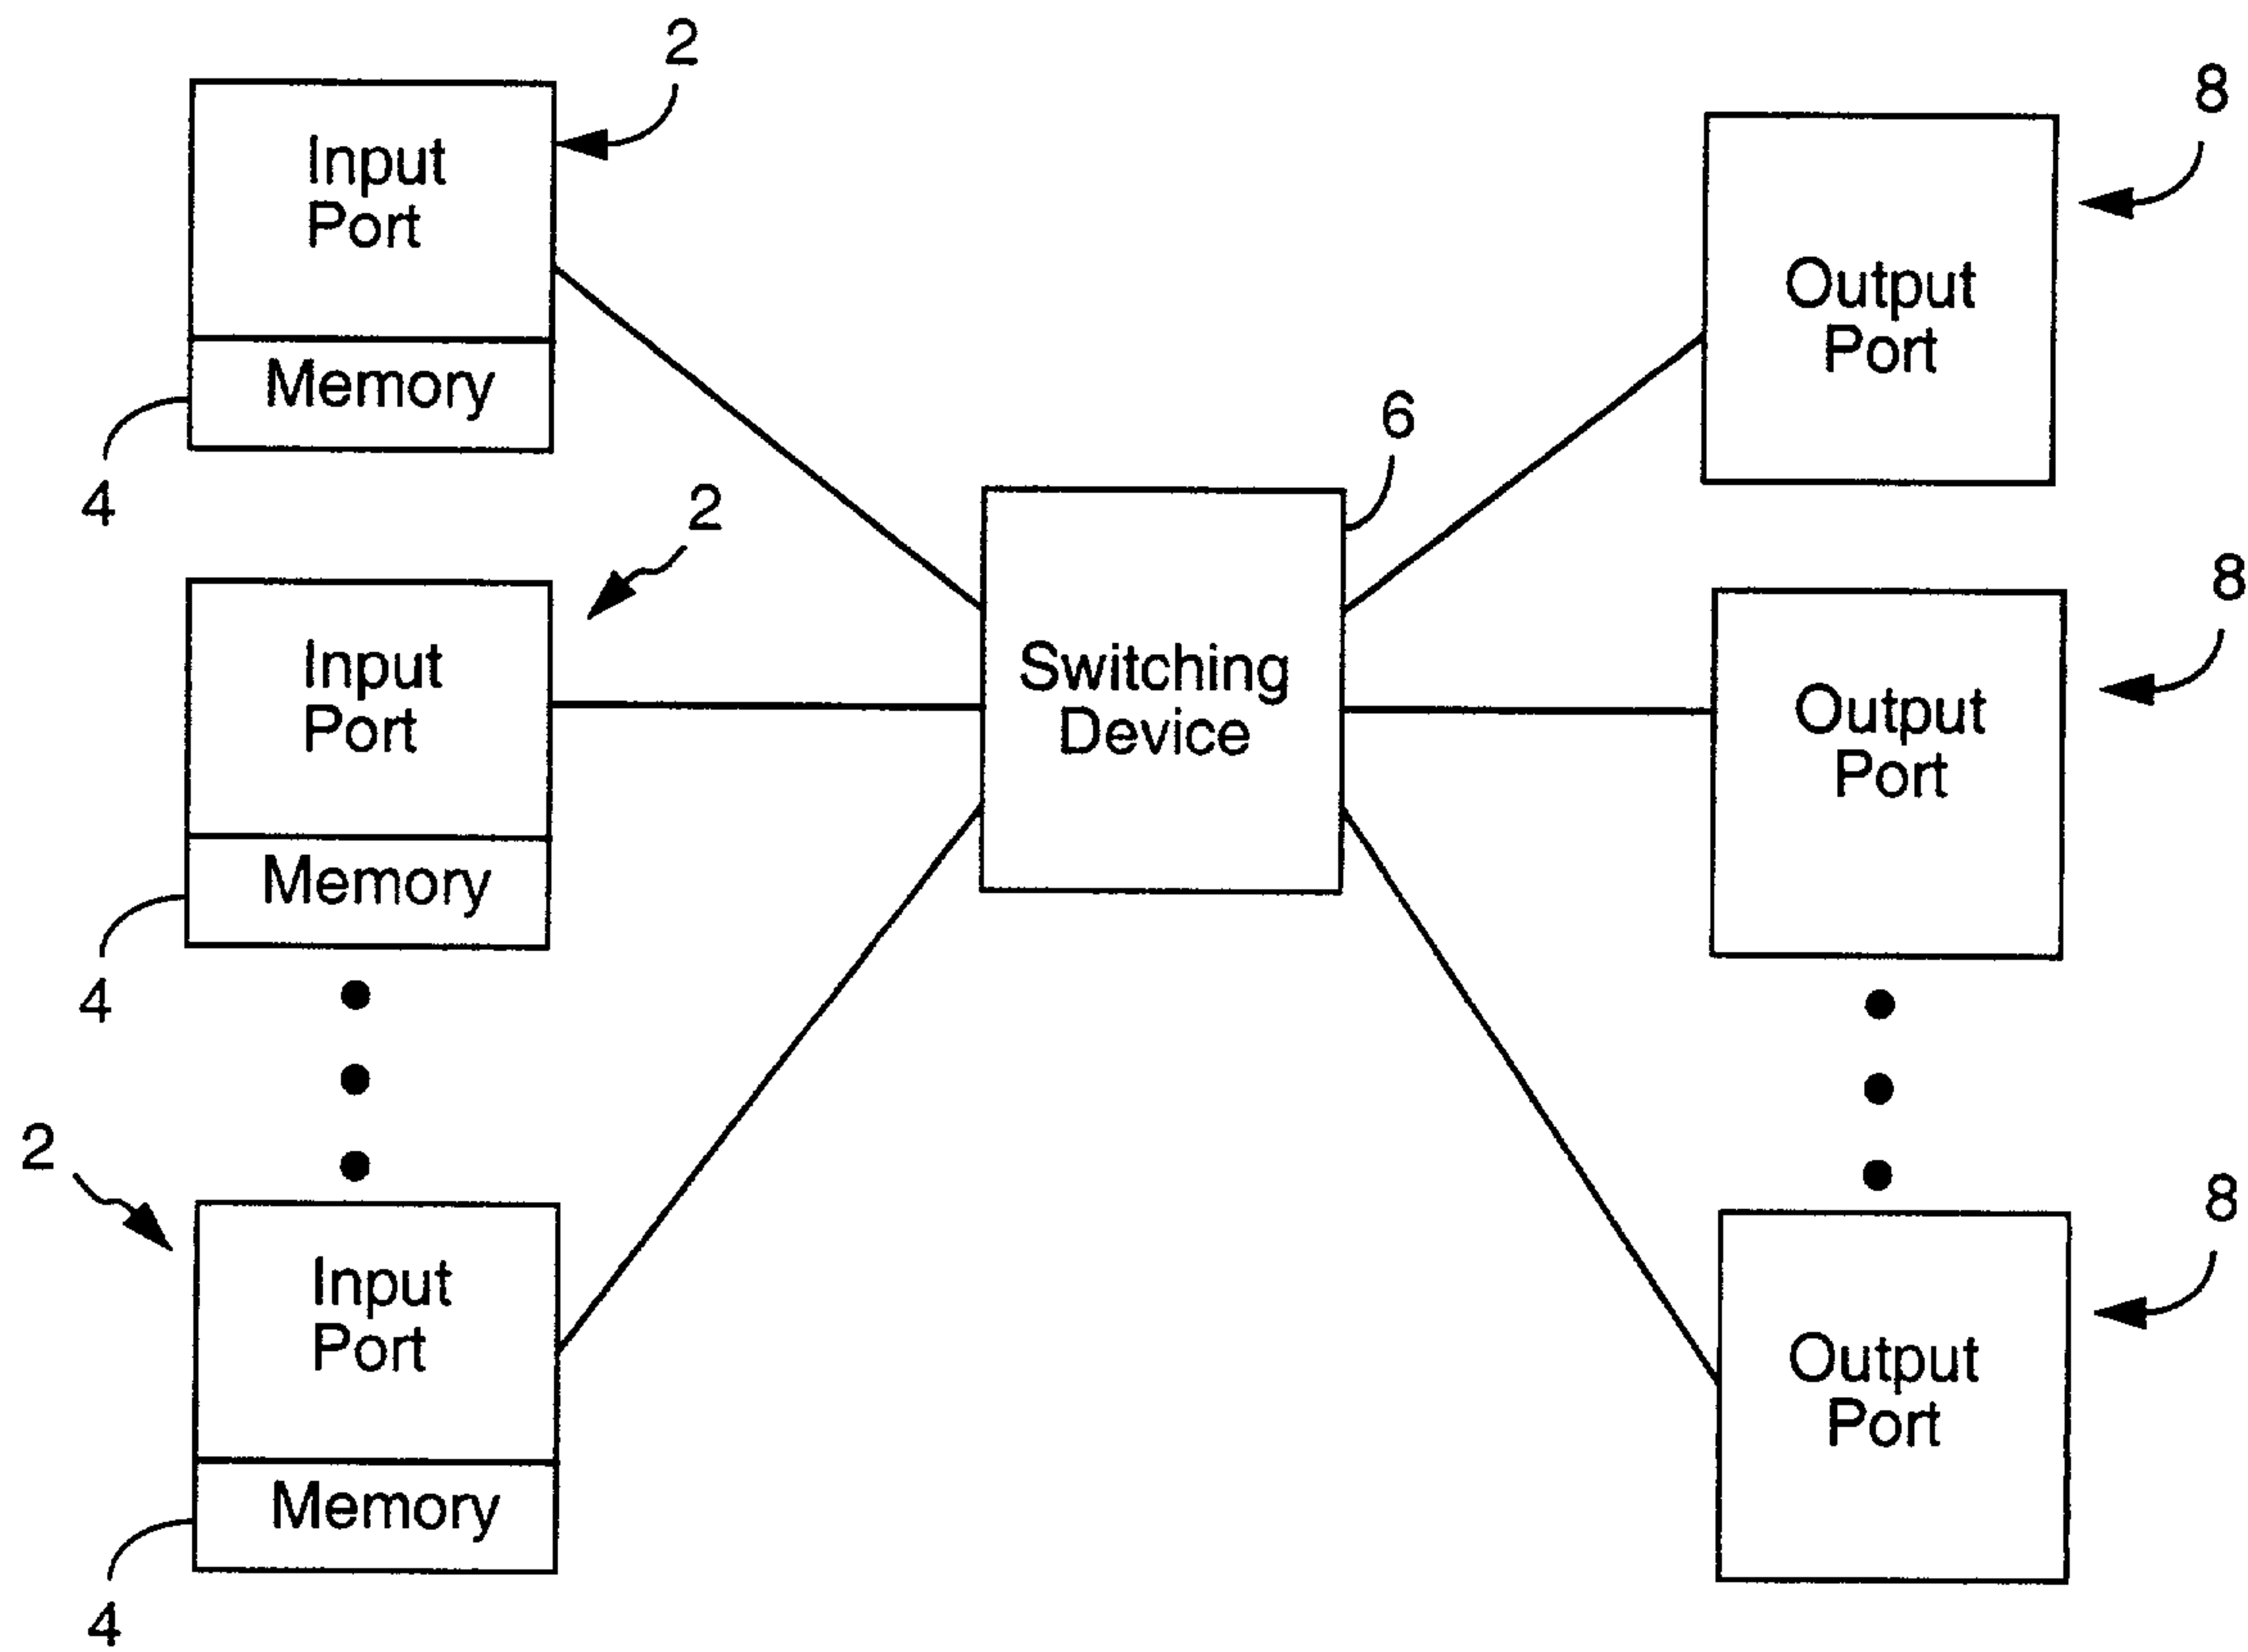 2
8
Input
Port
Output
Port
Memory
4
6
2
8
Input
Port
Switching
Device
Output
Port
Memory
4
2
8
Input
Port
Output
Port
Memory
4